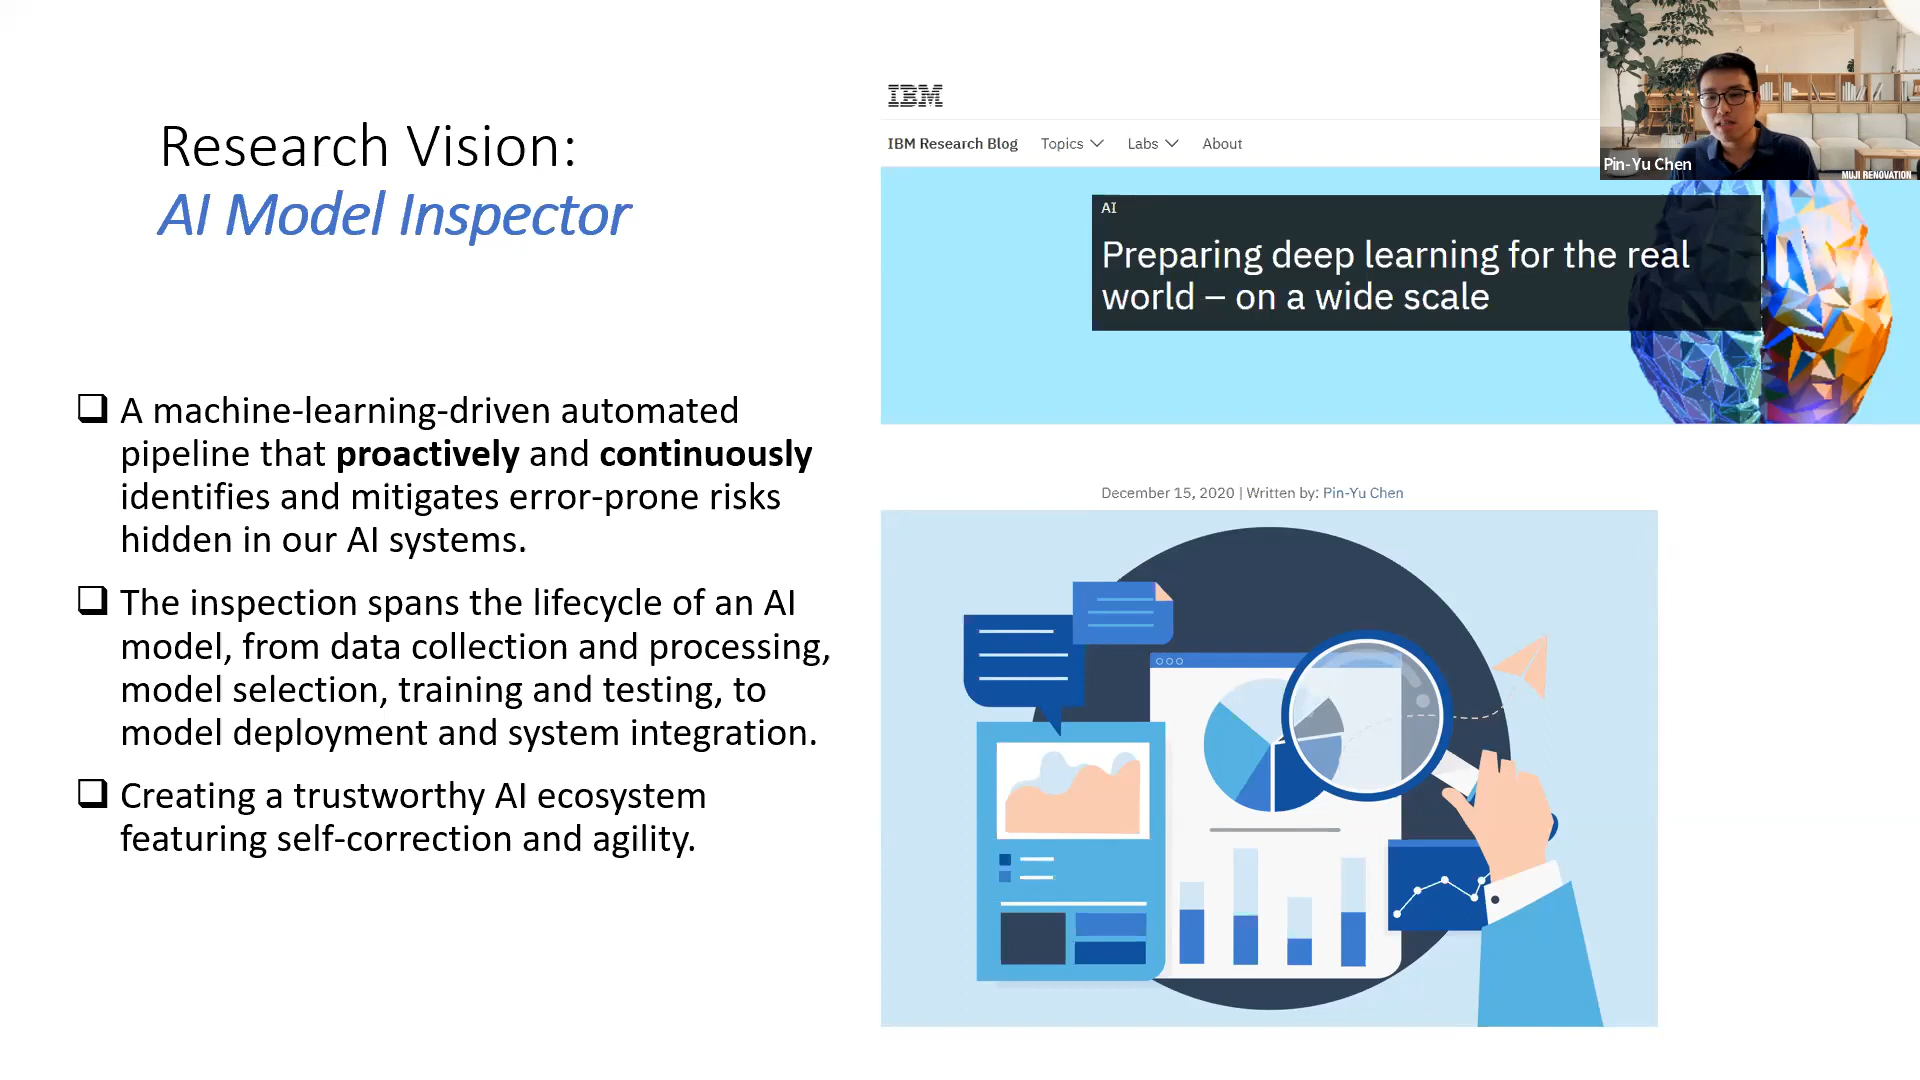 Research Vision:
AI Model Inspector
A machine-learning-driven automated
pipeline that proactively and continuously
identifies and mitigates error-prone risks
hidden in our AI systems.
The inspection spans the lifecycle of an AI
model, from data collection and processing,
model selection, training and testing, to
model deployment and system integration.
Creating a trustworthy AI ecosystem
featuring self-correction and agility.
IBM
IBM Research Blog Topics Labs About
AI
Preparing deep learning for the real
world – on a wide scale
December 15, 2020 | Written by: Pin-Yu Chen
Pin-Yu Chen
MUJI RENOVATION